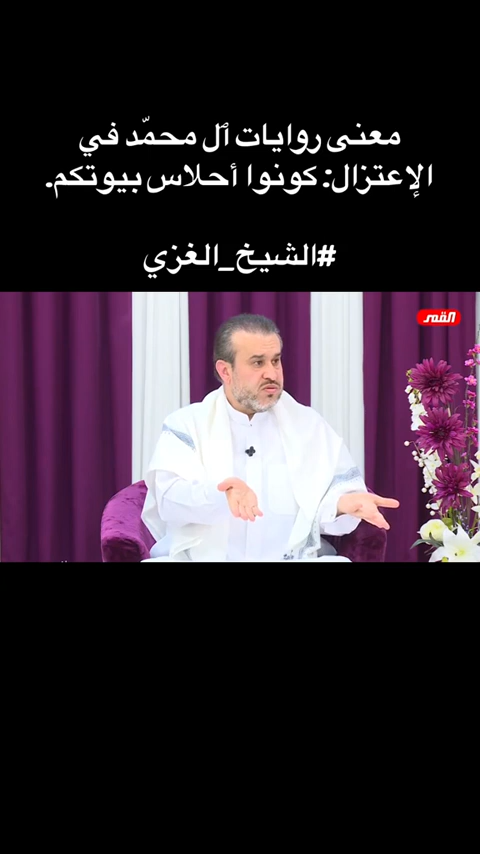 معنى روايات آل محمّد في
الإعتزال: كونوا أحلاس بيوتكم.
#الشيخ_الغزي
القمر